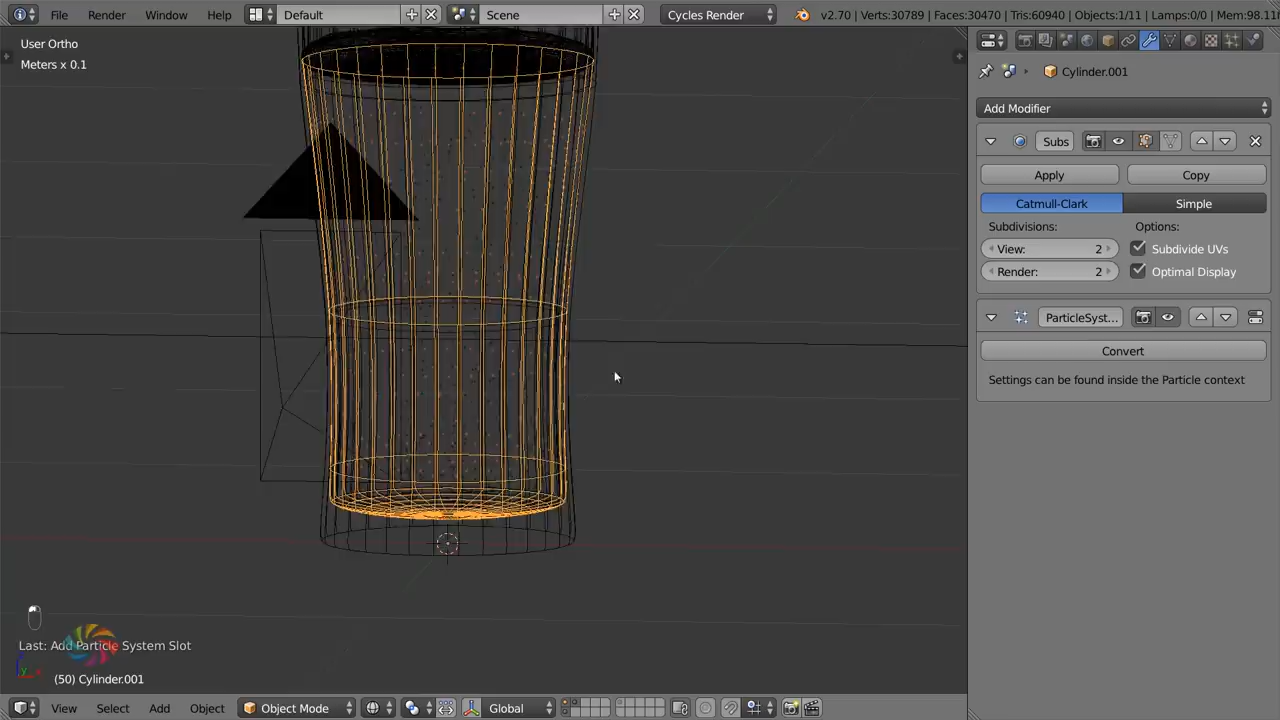 File Render Window Help Default Scene Cycles Render v2.70 | Verts:30789 | Faces:30470 | Tris:60940 | Objects:1/11 | Lamps:0/0 | Mem:98.11
User Ortho
Meters x 0.1
Cylinder.001
Add Modifier
Subs
Apply Copy
Catmull-Clark Simple
Subdivisions: Options:
View: 2 Subdivide UVs
Render: 2 Optimal Display
ParticleSyst...
Convert
Settings can be found inside the Particle context
Last: Add Particle System Slot
(50) Cylinder.001
View Select Add Object Object Mode Global